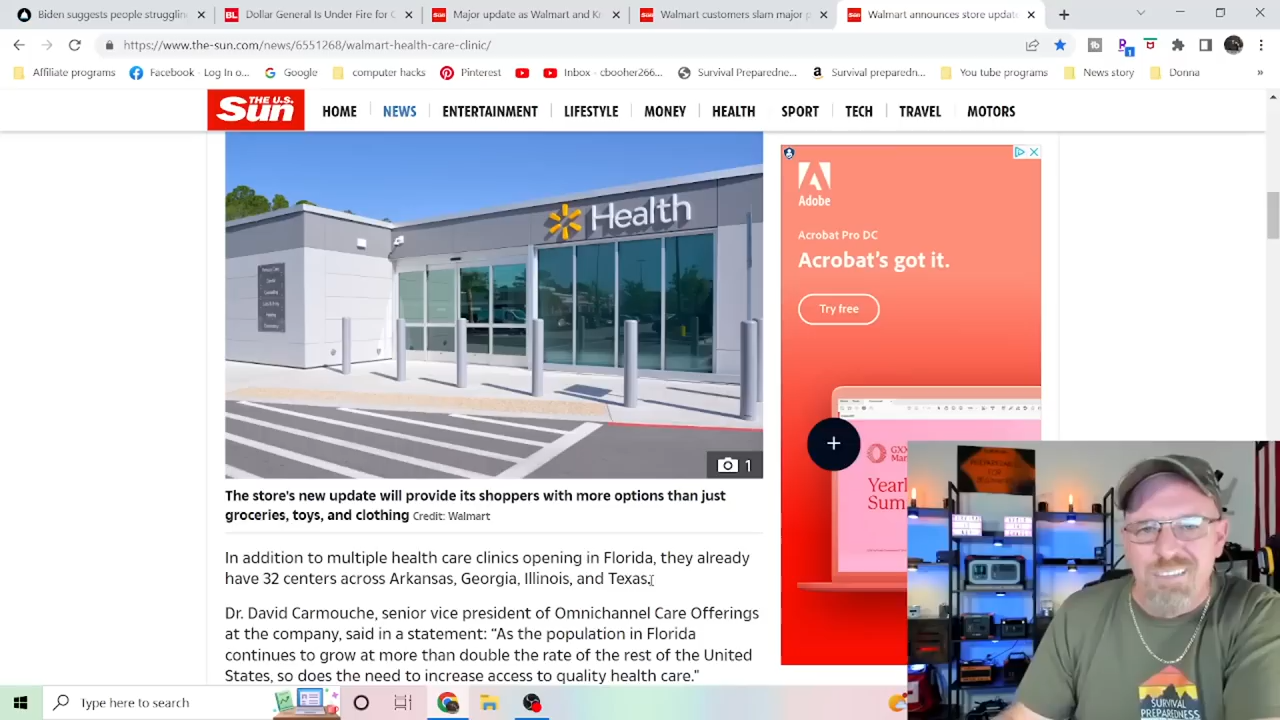 Biden suggests people strugglin
Dollar General Is Under Fire for C
Major update as Walmart and Kr
Walmart customers slam major p
Walmart announces store update
https://www.the-sun.com/news/6551268/walmart-health-care-clinic/
Affiliate programs
Facebook - Log In o...
Google
computer hacks
Pinterest
Inbox - cbooher266...
Survival Preparedne...
Survival preparedn...
You tube programs
News story
Donna
»
THE U.S. Sun
HOME
NEWS
ENTERTAINMENT
LIFESTYLE
MONEY
HEALTH
SPORT
TECH
TRAVEL
MOTORS
Health
1
The store's new update will provide its shoppers with more options than just
groceries, toys, and clothing Credit: Walmart
In addition to multiple health care clinics opening in Florida, they already
have 32 centers across Arkansas, Georgia, Illinois, and Texas.
Dr. David Carmouche, senior vice president of Omnichannel Care Offerings
at the company, said in a statement: “As the population in Florida
continues to grow at more than double the rate of the rest of the United
States, so does the need to increase access to quality health care.”
Adobe
Acrobat Pro DC
Acrobat’s got it.
Try free
Yearl
Sum
SURVIVAL
PREPAREDNESS
Type here to search